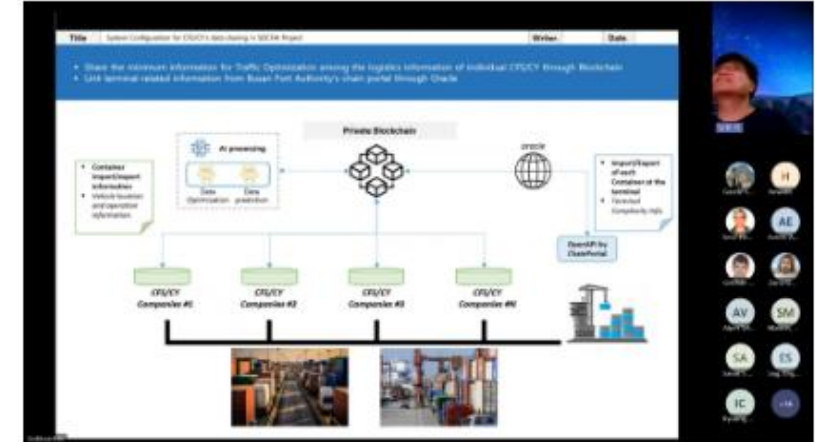 Title
System Configuration for CFS/CY's data sharing in
Project
Writer
Date
• Share the minimum information for Traffic Optimization among the logistics information of individual CFS/CY through Blockchain
• Link terminal-related information from Busan Port Authority's chain portal through Oracle
Private Blockchain
AI processing
Data
Optimization
Data
prediction
oracle
• Container
import/export
information
• Vehicle location
and operation
information
• Import/Export
of each
Container at the
terminal
• Terminal
Complexity Info
OpenAPI by
ChainPortal
CFS/CY
Companies #1
CFS/CY
Companies #2
CFS/CY
Companies #3
CFS/CY
Companies #N
H
AE
AV
SM
SA
ES
IC